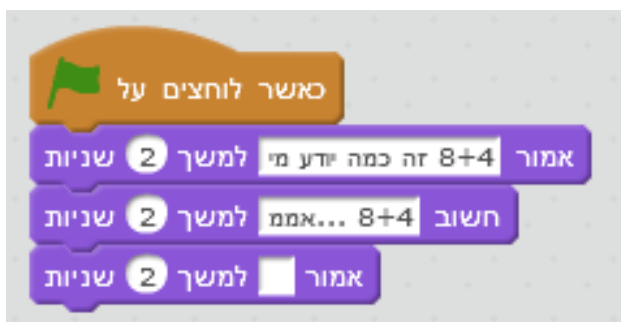 כאשר לוחצים על
אמור 8+4 זה כמה יודע מי למשך 2 שניות
חשוב 8+4 ...אממ למשך 2 שניות
אמור למשך 2 שניות